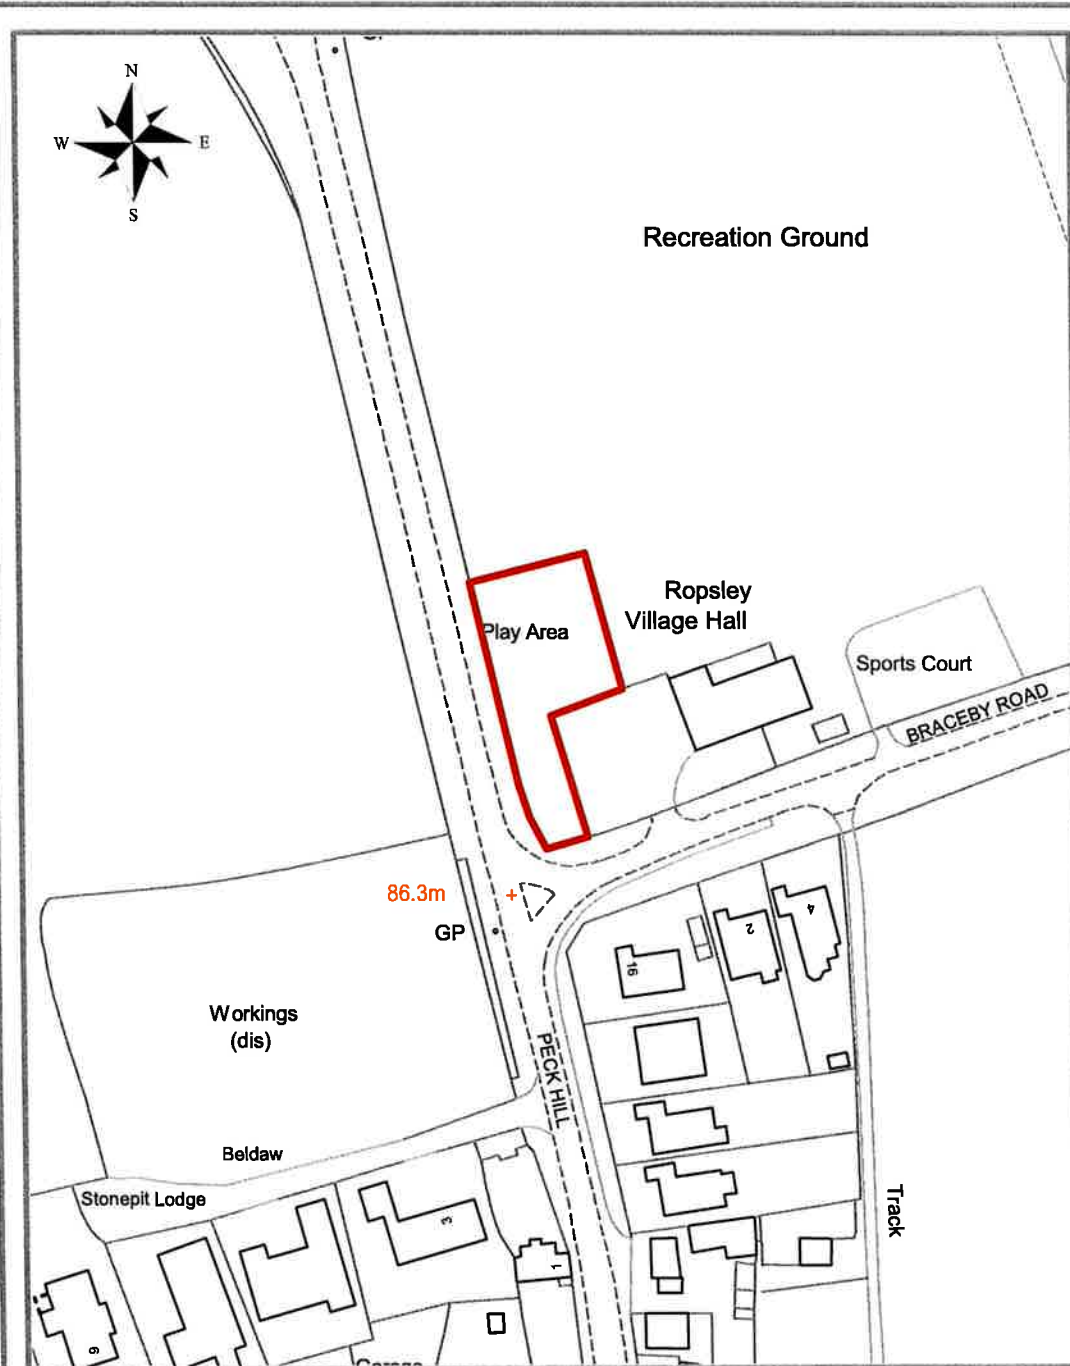 N
W
E
S
Recreation Ground
Ropsley
Village Hall
Play Area
Sports Court
BRACEBY ROAD
86.3m
GP
4
2
16
Workings
(dis)
PECK HILL
Beldaw
Stonepit Lodge
Track
3
1
9